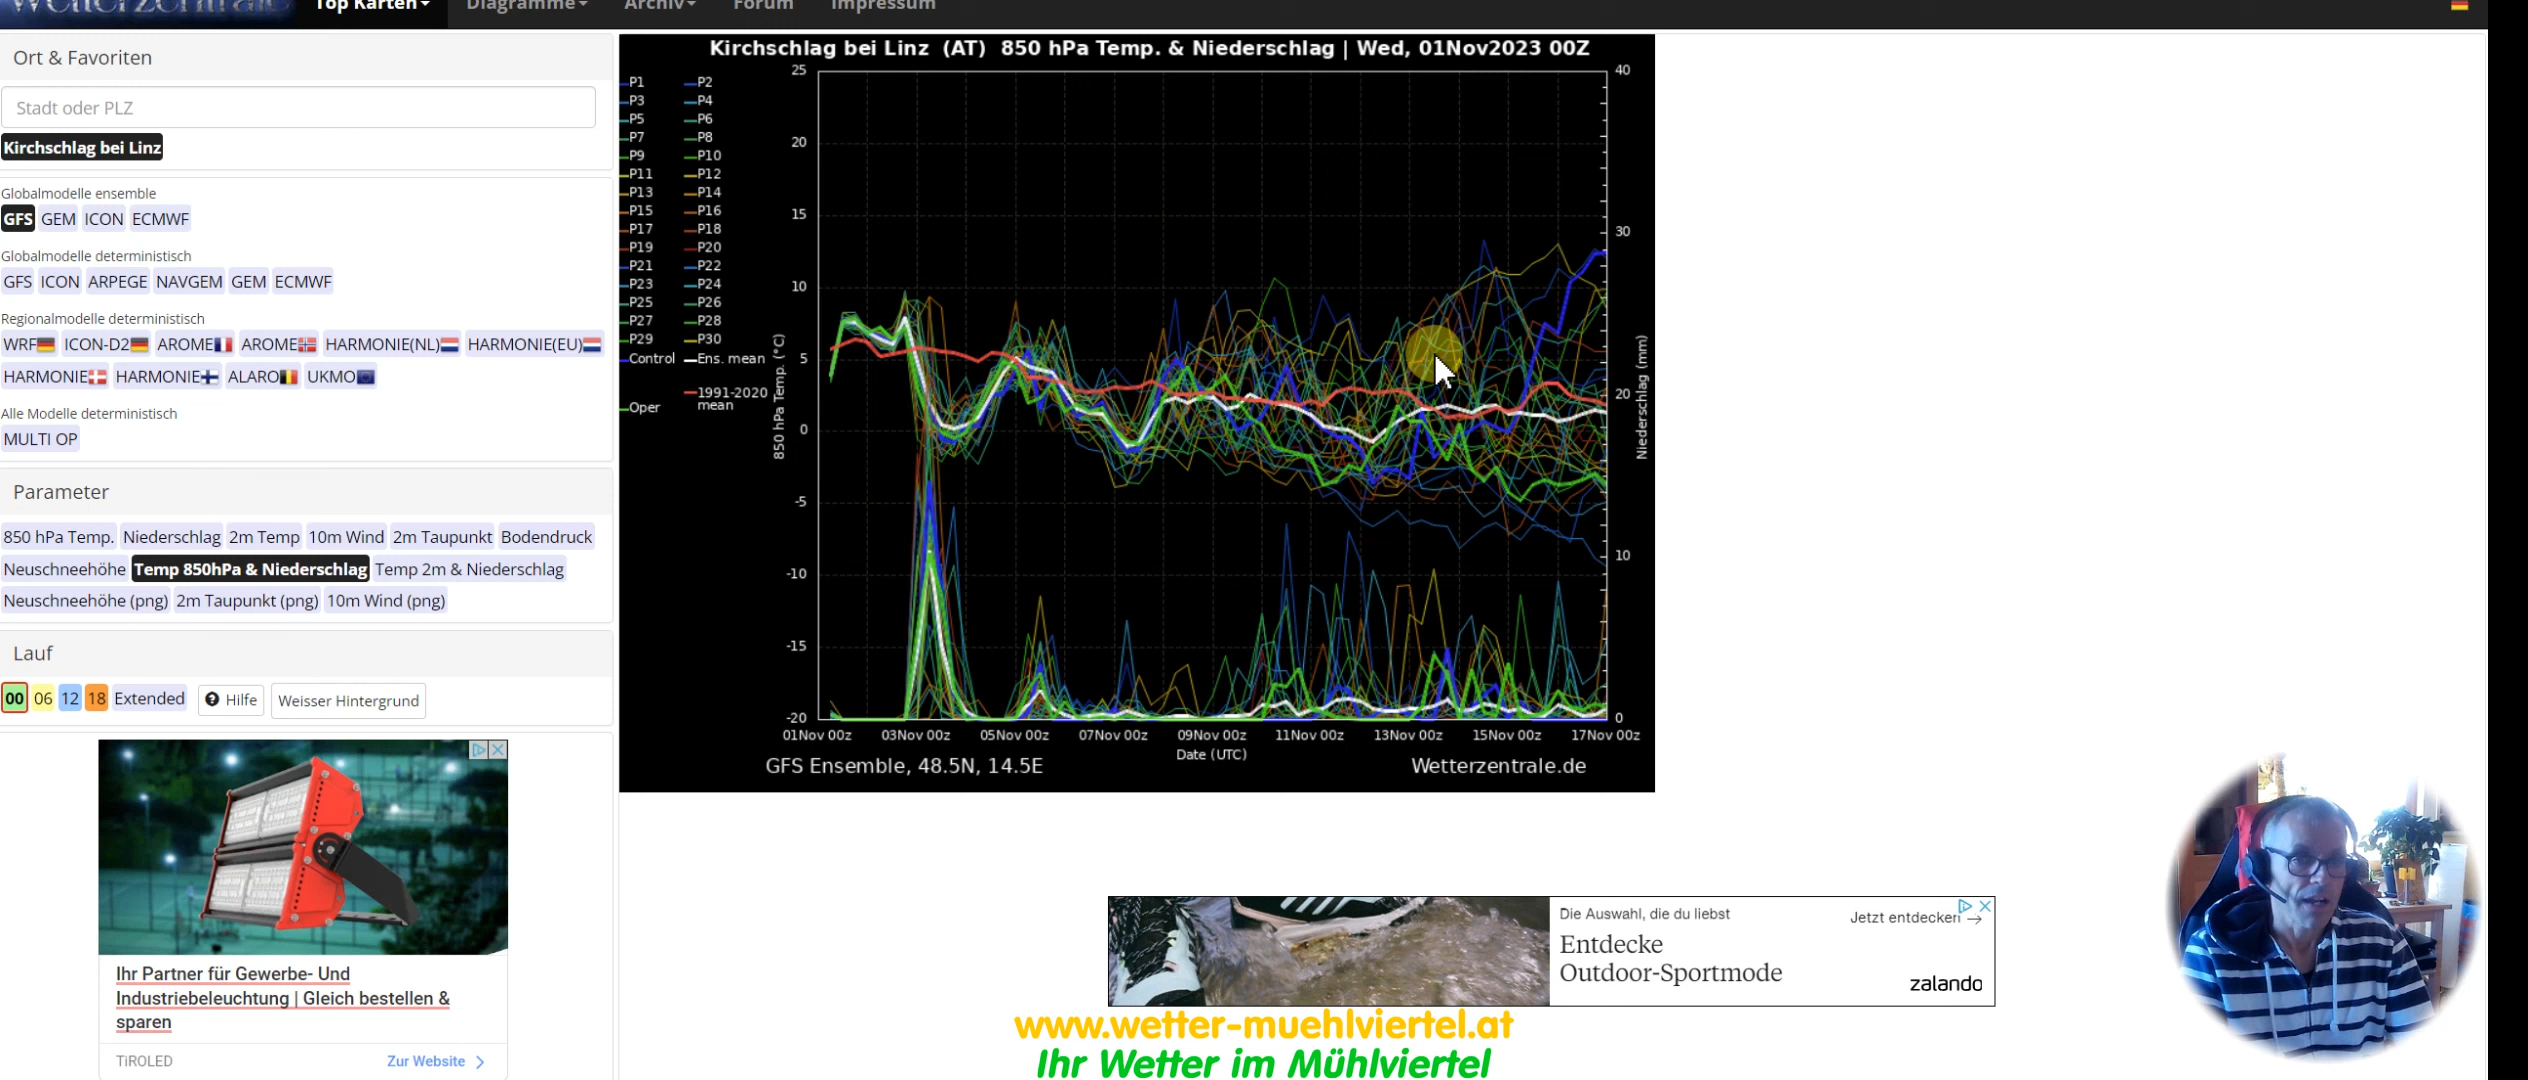 Wetterzentrale
Top Karten
Diagramme
Archiv
Forum
Impressum
Ort & Favoriten
Stadt oder PLZ
Kirchschlag bei Linz
Globalmodelle ensemble
GFS GEM ICON ECMWF
Globalmodelle deterministisch
GFS ICON ARPEGE NAVGEM GEM ECMWF
Regionalmodelle deterministisch
WRF ICON-D2 AROME AROME HARMONIE(NL) HARMONIE(EU)
HARMONIE HARMONIE ALARO UKMO
Alle Modelle deterministisch
MULTI OP
Parameter
850 hPa Temp. Niederschlag 2m Temp 10m Wind 2m Taupunkt Bodendruck
Neuschneehöhe Temp 850hPa & Niederschlag Temp 2m & Niederschlag
Neuschneehöhe (png) 2m Taupunkt (png) 10m Wind (png)
Lauf
00 06 12 18 Extended Hilfe Weisser Hintergrund
Ihr Partner für Gewerbe- Und
Industriebeleuchtung | Gleich bestellen &
sparen
TiROLED
Zur Website
Kirchschlag bei Linz (AT) 850 hPa Temp. & Niederschlag | Wed, 01Nov2023 00Z
P1 P2
P3 P4
P5 P6
P7 P8
P9 P10
P11 P12
P13 P14
P15 P16
P17 P18
P19 P20
P21 P22
P23 P24
P25 P26
P27 P28
P29 P30
Control Ens. mean
Oper
1991-2020
mean
850 hPa Temp. (°C)
25
20
15
10
5
0
-5
-10
-15
-20
40
30
20
10
0
Niederschlag (mm)
01Nov 00z 03Nov 00z 05Nov 00z 07Nov 00z 09Nov 00z 11Nov 00z 13Nov 00z 15Nov 00z 17Nov 00z
Date (UTC)
GFS Ensemble, 48.5N, 14.5E
Wetterzentrale.de
Die Auswahl, die du liebst
Entdecke
Outdoor-Sportmode
Jetzt entdecken →
zalando
www.wetter-muehlviertel.at
Ihr Wetter im Mühlviertel